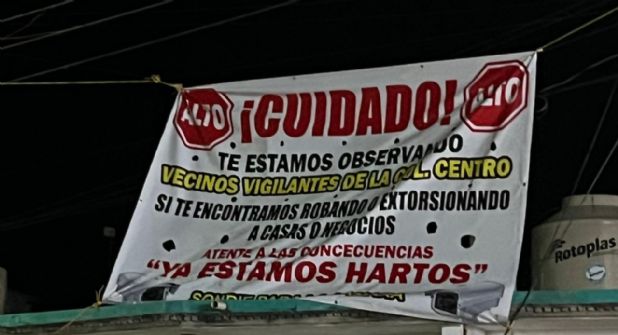 ALTO ¡CUIDADO! ALTO
TE ESTAMOS OBSERVANDO
VECINOS VIGILANTES DE LA COL. CENTRO
SI TE ENCONTRAMOS ROBANDO O EXTORSIONANDO
A CASAS O NEGOCIOS
ATENTE A LAS CONCECUENCIAS
"YA ESTAMOS HARTOS"
Rotoplas